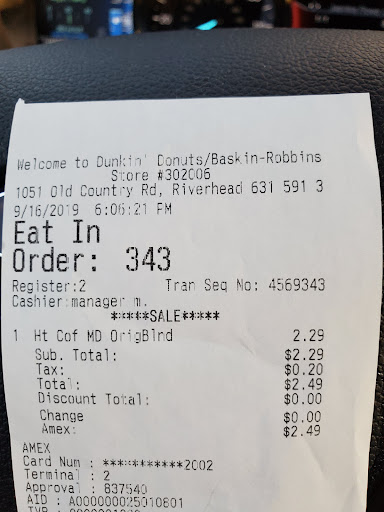 Welcome to Dunkin' Donuts/Baskin-Robbins
Store #302006
1051 Old Country Rd, Riverhead 631 591 3
9/16/2019 6:06:21 PM
Eat In
Order: 343
Register:2 Tran Seq No: 4569343
Cashier:manager m.
*****SALE*****
1 Ht Cof MD OrigBlnd 2.29
Sub. Total: $2.29
Tax: $0.20
Total: $2.49
Discount Total: $0.00
Change $0.00
Amex: $2.49
AMEX
Card Num : ***********2002
Terminal : 2
Approval : 837540
AID : A000000025010801